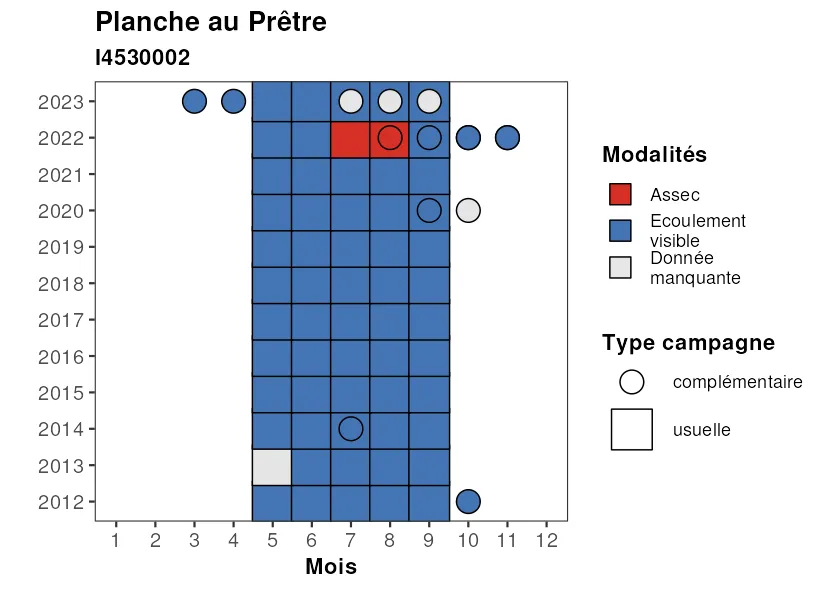 Planche au Prêtre
I4530002
2023
2022
2021
2020
2019
2018
2017
2016
2015
2014
2013
2012
1 2 3 4 5 6 7 8 9 10 11 12
Mois
Modalités
Assec
Ecoulement
visible
Donnée
manquante
Type campagne
complémentaire
usuelle